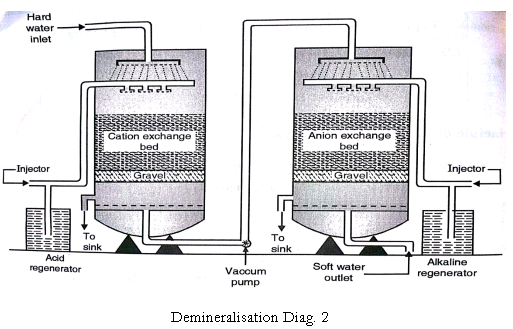 Hard
water
inlet
Cation exchange
bed
Gravel
Injector
To
sink
Acid
regenerator
Vaccum
pump
Anion exchange
bed
Gravel
Injector
To
sink
Soft water
outlet
Alkaline
regenerator
Demineralisation Diag. 2